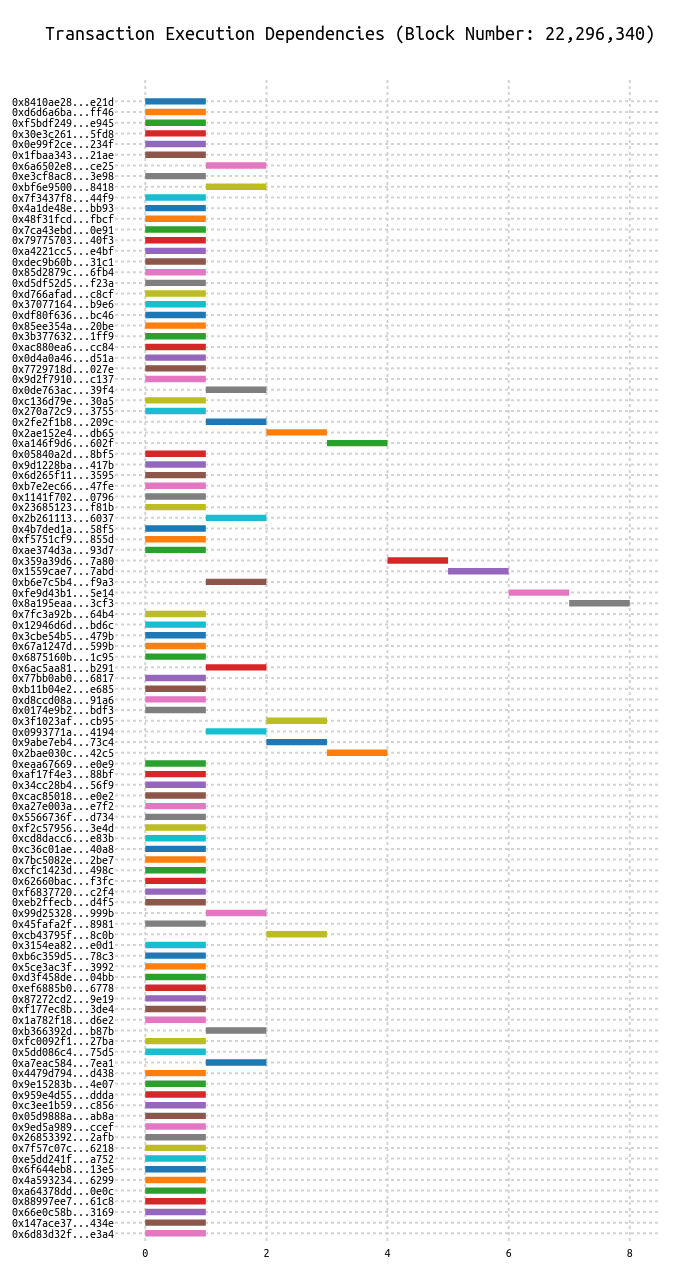 Transaction Execution Dependencies (Block Number: 22,296,340)
0x8410ae28...e21d
0xd6d6a6ba...ff46
0xf5bdf249...e945
0x30e3c261...5fd8
0x0e99f2ce...234f
0x1fbaa343...21ae
0x6a6502e8...ce25
0xe3cf8ac8...3e98
0xbf6e9500...8418
0x7f3437f8...44f9
0x4a1de48e...bb93
0x48f31fcd...fbcf
0x7ca43ebd...0e91
0x79775703...40f3
0xa4221cc5...e4bf
0xdec9b60b...31c1
0x85d2879c...6fb4
0xd5df52d5...f23a
0xd766afad...c8cf
0x37077164...b9e6
0xdf80f636...bc46
0x85ee354a...20be
0x3b377632...1ff9
0xac880ea6...cc84
0x0d4a0a46...d51a
0x7729718d...027e
0x9d2f7910...c137
0x0de763ac...39f4
0xc136d79e...30a5
0x270a72c9...3755
0x2fe2f1b8...209c
0x2ae152e4...db65
0xa146f9d6...602f
0x05840a2d...8bf5
0x9d1228ba...417b
0x6d265f11...3595
0xb7e2ec66...47fe
0x1141f702...0796
0x23685123...f81b
0x2b261113...6037
0x4b7ded1a...58f5
0xf5751cf9...855d
0xae374d3a...93d7
0x359a39d6...7a80
0x1559cae7...7abd
0xb6e7c5b4...f9a3
0xfe9d43b1...5e14
0x8a195eaa...3cf3
0x7fc3a92b...64b4
0x12946d6d...bd6c
0x3cbe54b5...479b
0x67a1247d...599b
0x6875160b...1c95
0x6ac5aa81...b291
0x77bb0ab0...6817
0xb11b04e2...e685
0xd8ccd08a...91a6
0x0174e9b2...bdf3
0x3f1023af...cb95
0x0993771a...4194
0x9abe7eb4...73c4
0x2bae030c...42c5
0xeaa67669...e0e9
0xaf17f4e3...88bf
0x34cc28b4...56f9
0xcac85018...e0e2
0xa27e003a...e7f2
0x5566736f...d734
0xf2c57956...3e4d
0xcd8dacc6...e83b
0xc36c01ae...40a8
0x7bc5082e...2be7
0xcfc1423d...498c
0x62660bac...f3fc
0xf6837720...c2f4
0xeb2ffecb...d4f5
0x99d25328...999b
0x45fafa2f...8981
0xcb43795f...8c0b
0x3154ea82...e0d1
0xb6c359d5...78c3
0x5ce3ac3f...3992
0xd3f458de...04bb
0xef6885b0...6778
0x87272cd2...9e19
0xf177ec8b...3de4
0x1a782f18...d6e2
0xb366392d...b87b
0xfc0092f1...27ba
0x5dd086c4...75d5
0xa7eac584...7ea1
0x4479d794...d438
0x9e15283b...4e07
0x959e4d55...ddda
0xc3ee1b59...c856
0x05d9888a...ab8a
0x9ed5a989...ccef
0x26853392...2afb
0x7f57c07c...6218
0xe5dd241f...a752
0x6f644eb8...13e5
0x4a593234...6299
0xa64378dd...0e0c
0x88997ee7...61c8
0x66e0c58b...3169
0x147ace37...434e
0x6d83d32f...e3a4
0 2 4 6 8